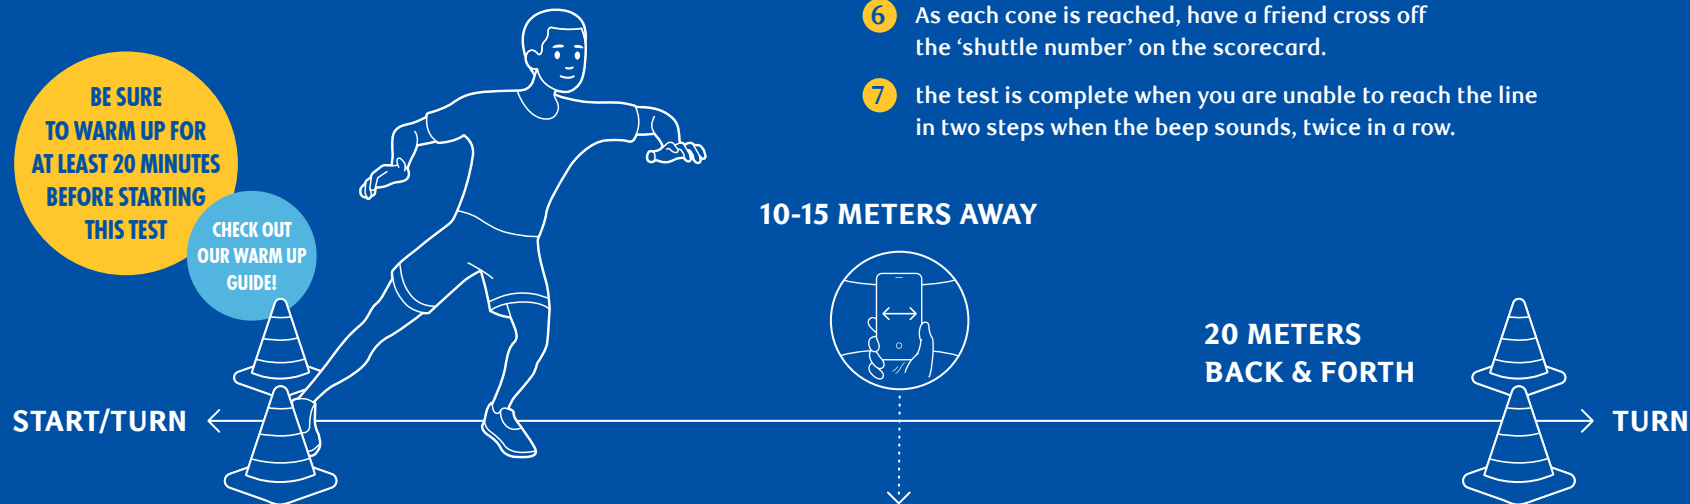 6 As each cone is reached, have a friend cross off
the ‘shuttle number’ on the scorecard.
7 the test is complete when you are unable to reach the line
in two steps when the beep sounds, twice in a row.
BE SURE
TO WARM UP FOR
AT LEAST 20 MINUTES
BEFORE STARTING
THIS TEST
CHECK OUT
OUR WARM UP
GUIDE!
10-15 METERS AWAY
20 METERS
BACK & FORTH
START/TURN
TURN